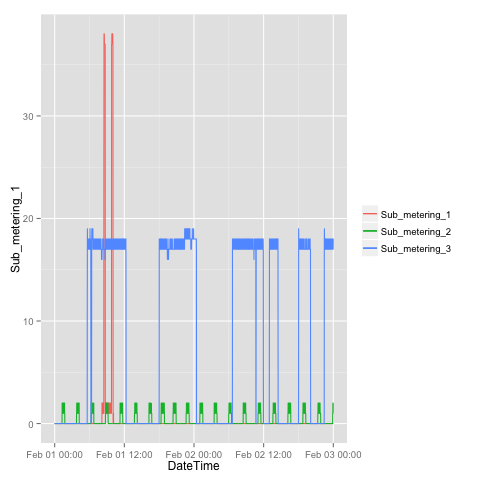 Sub_metering_1
30
20
10
0
Feb 01 00:00
Feb 01 12:00
Feb 02 00:00
Feb 02 12:00
Feb 03 00:00
DateTime
Sub_metering_1
Sub_metering_2
Sub_metering_3